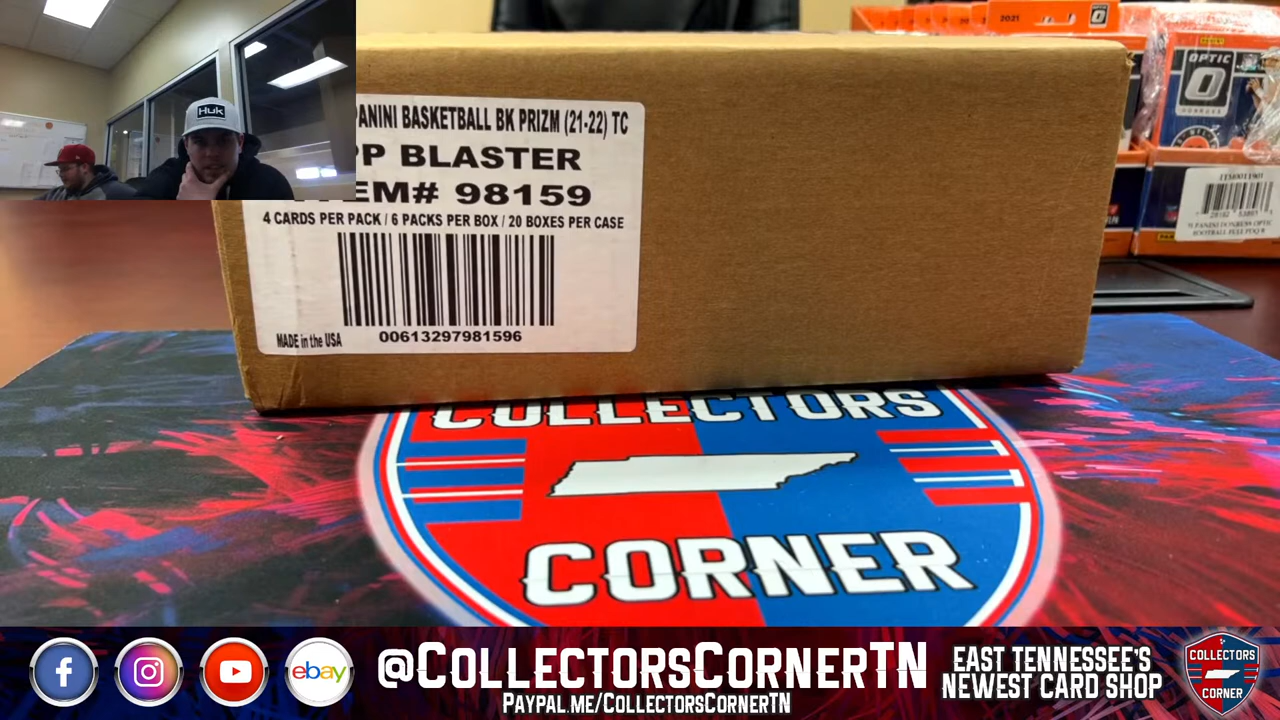 Huk
PANINI BASKETBALL BK PRIZM (21-22) TC
PP BLASTER
EM# 98159
4 CARDS PER PACK / 6 PACKS PER BOX / 20 BOXES PER CASE
MADE in the USA
00613297981596
2021
OPTIC
COLLECTORS
CORNER
f
ebay
@COLLECTORSCORNERTN
PAYPAL.ME/COLLECTORSCORNERTN
EAST TENNESSEE'S
NEWEST CARD SHOP
COLLECTORS
CORNER